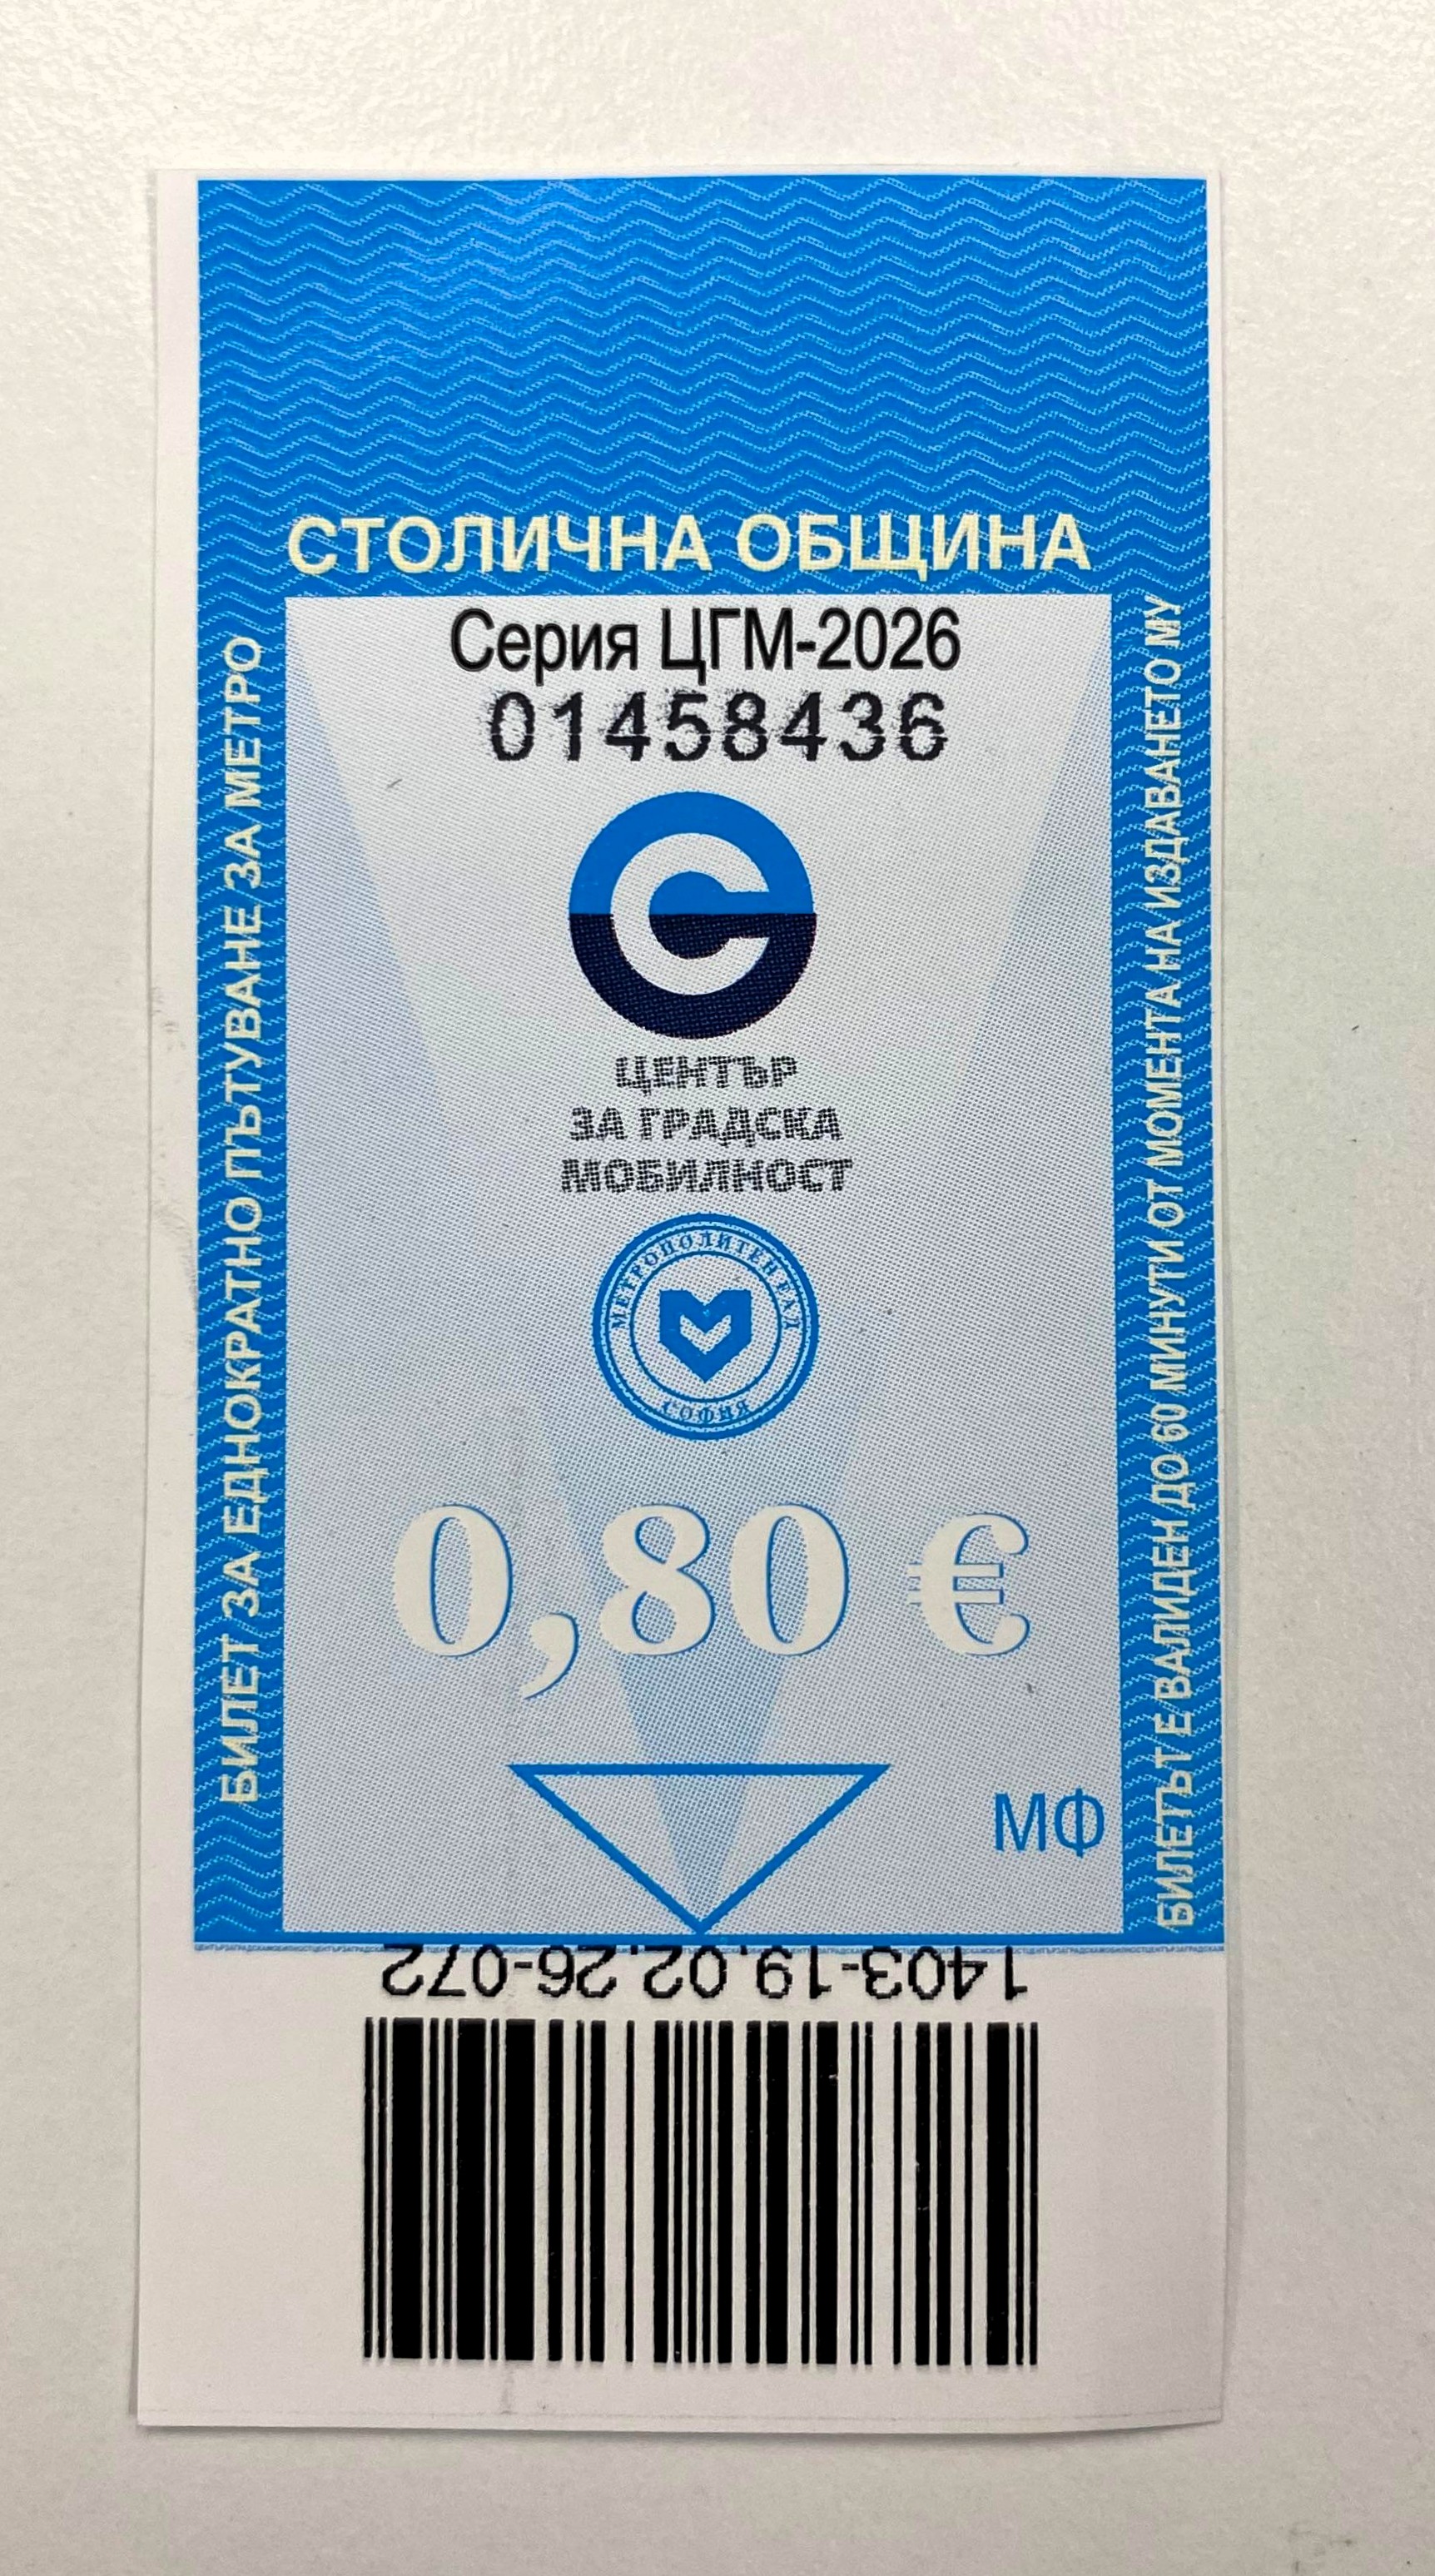 СТОЛИЧНА ОБЩИНА
Серия ЦГМ-2026
01458436
ЦЕНТЪР
ЗА ГРАДСКА
МОБИЛНОСТ
МЕТРОПОЛИТЕН ЕАД
СОФИЯ
0,80 €
МФ
БИЛЕТ ЗА ЕДНОКРАТНО ПЪТУВАНЕ ЗА МЕТРО
БИЛЕТЪТ Е ВАЛИДЕН ДО 60 МИНУТИ ОТ МОМЕНТА НА ИЗДАВАНЕТО МУ
1403-19.02.26-072